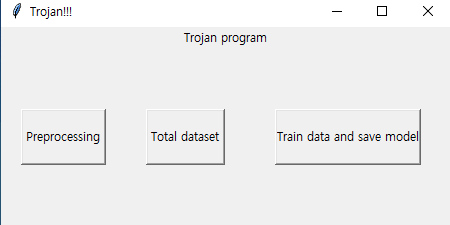 Trojan!!!
Trojan program
Preprocessing
Total dataset
Train data and save model